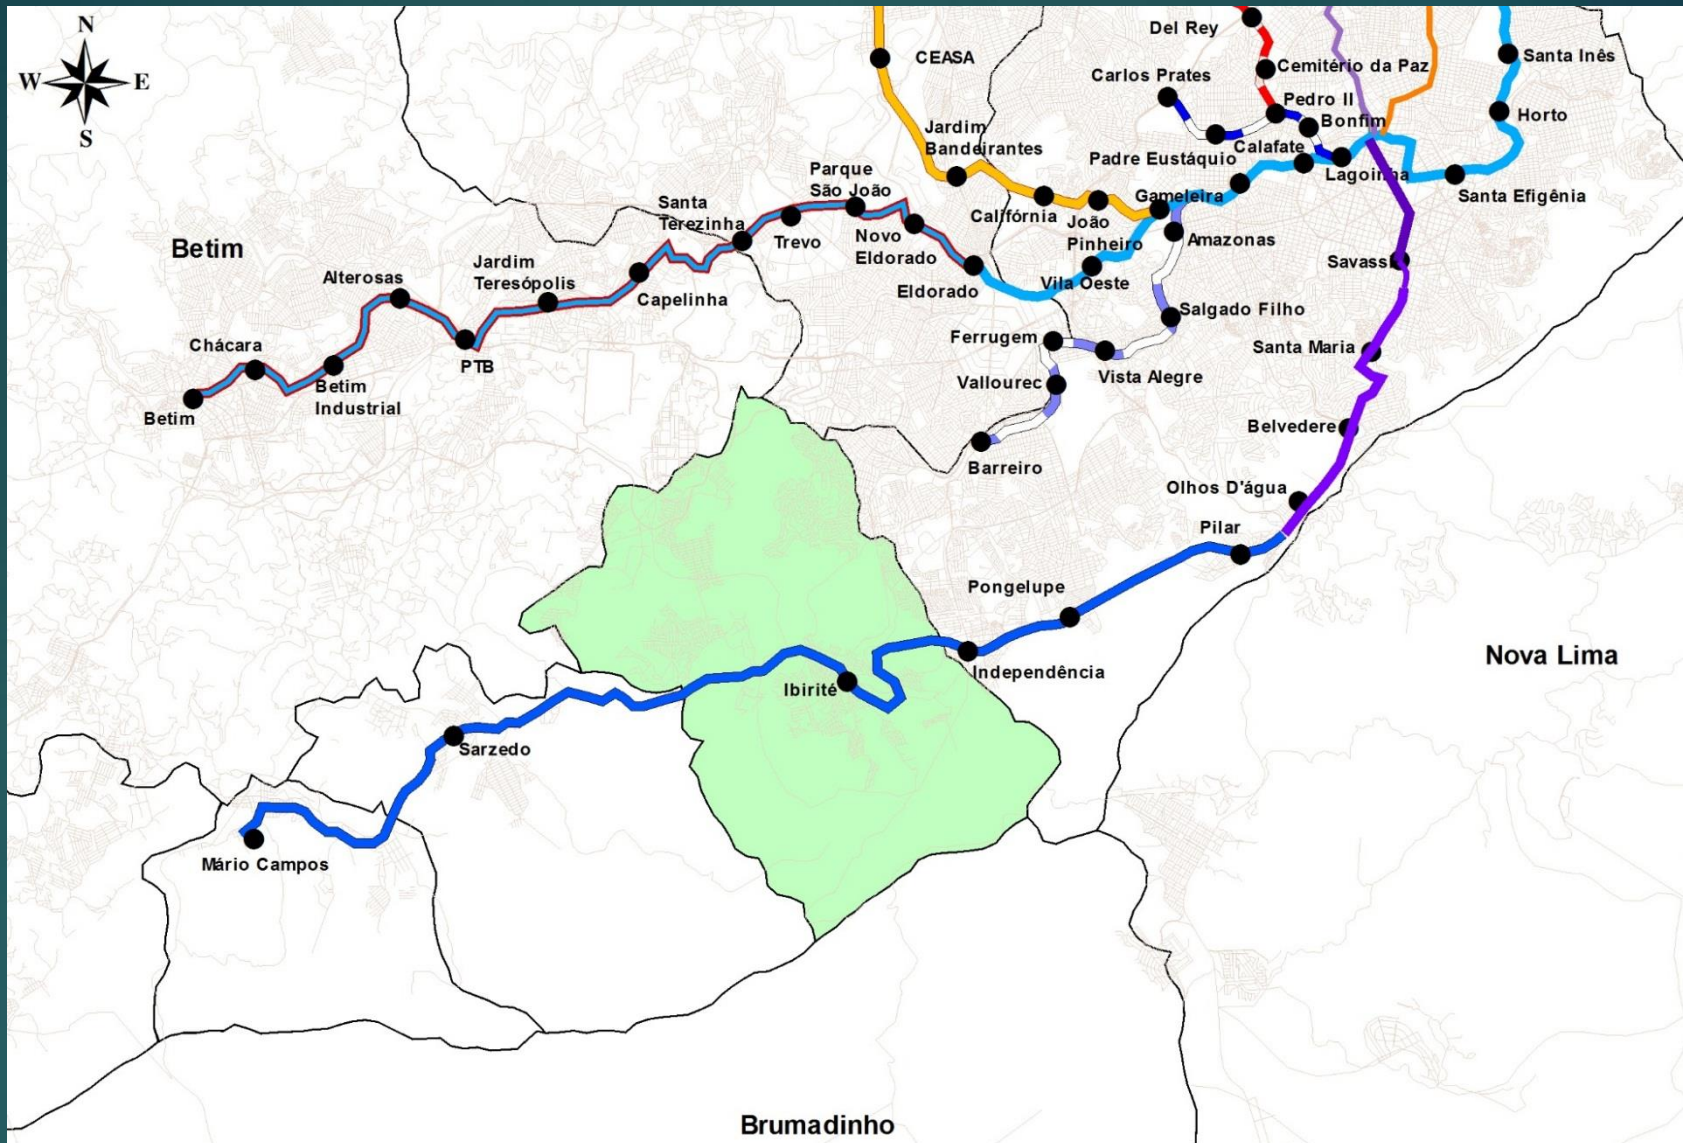 N
W
E
S
Del Rey
Santa Inês
CEASA
Cemitério da Paz
Carlos Prates
Pedro II
Horto
Bonfim
Jardim
Bandeirantes
Calafate
Padre Eustáquio
Parque
São João
Lagoinha
Santa Efigênia
Gameleira
Santa
Terezinha
Califórnia
João
Pinheiro
Trevo
Novo
Eldorado
Amazonas
Betim
Savassi
Jardim
Teresópolis
Alterosas
Eldorado
Vila Oeste
Capelinha
Salgado Filho
Chácara
Ferrugem
Santa Maria
PTB
Vista Alegre
Vallourec
Betim
Industrial
Betim
Belvedere
Barreiro
Olhos D'água
Pilar
Pongelupe
Nova Lima
Independência
Ibirité
Sarzedo
Mário Campos
Brumadinho